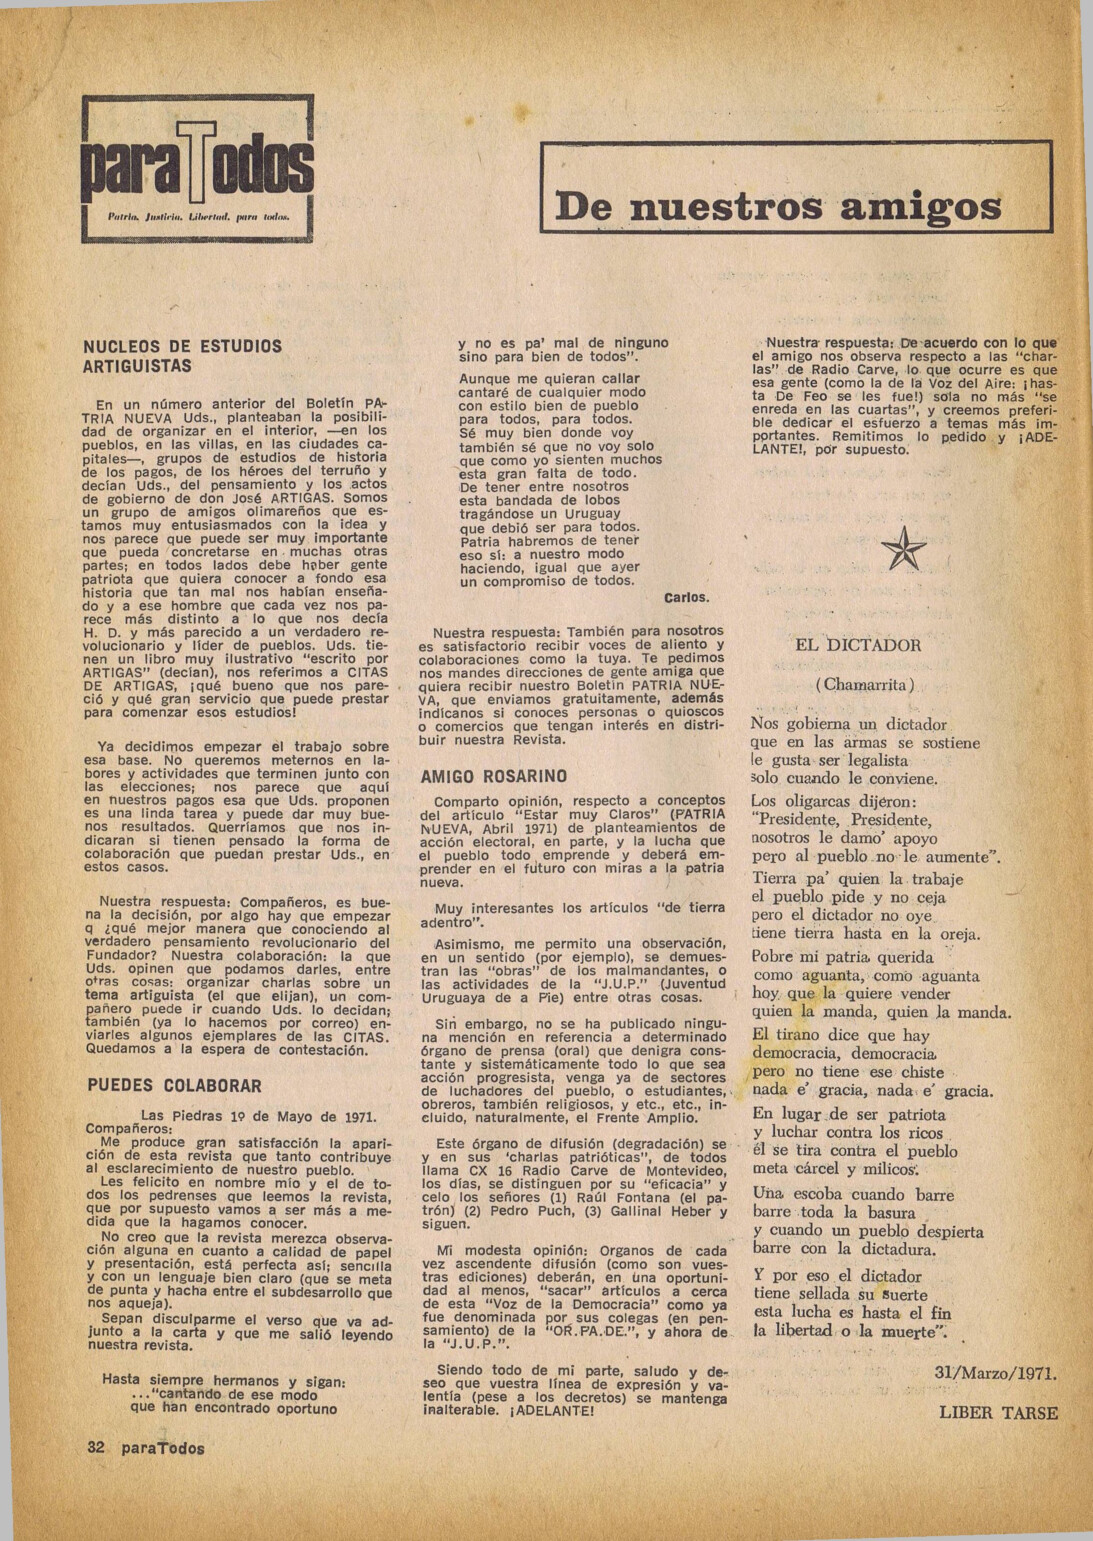 paraTodos
Patria, Justicia, Libertad, para todos.
De nuestros amigos
NUCLEOS DE ESTUDIOS
ARTIGUISTAS
En un número anterior del Boletín PA-
TRIA NUEVA Uds., planteaban la posibili-
dad de organizar en el interior, —en los
pueblos, en las villas, en las ciudades ca-
pitales—, grupos de estudios de historia
de los pagos, de los héroes del terruño y
decían Uds., del pensamiento y los actos
de gobierno de don José ARTIGAS. Somos
un grupo de amigos olimareños que es-
tamos muy entusiasmados con la idea y
nos parece que puede ser muy importante
que pueda concretarse en muchas otras
partes; en todos lados debe haber gente
patriota que quiera conocer a fondo esa
historia que tan mal nos habían enseña-
do y a ese hombre que cada vez nos pa-
rece más distinto a lo que nos decía
H. D. y más parecido a un verdadero re-
volucionario y líder de pueblos. Uds. tie-
nen un libro muy ilustrativo "escrito por
ARTIGAS" (decían), nos referimos a CITAS
DE ARTIGAS, ¡qué bueno que nos pare-
ció y qué gran servicio que puede prestar
para comenzar esos estudios!
Ya decidimos empezar el trabajo sobre
esa base. No queremos meternos en la-
bores y actividades que terminen junto con
las elecciones; nos parece que aquí
en nuestros pagos esa que Uds. proponen
es una linda tarea y puede dar muy bue-
nos resultados. Querríamos que nos in-
dicaran si tienen pensado la forma de
colaboración que puedan prestar Uds., en
estos casos.
Nuestra respuesta: Compañeros, es bue-
na la decisión, por algo hay que empezar
q ¿qué mejor manera que conociendo al
verdadero pensamiento revolucionario del
Fundador? Nuestra colaboración: la que
Uds. opinen que podamos darles, entre
otras cosas: organizar charlas sobre un
tema artiguista (el que elijan), un com-
pañero puede ir cuando Uds. lo decidan;
también (ya lo hacemos por correo) en-
viarles algunos ejemplares de las CITAS.
Quedamos a la espera de contestación.
PUEDES COLABORAR
Las Piedras 1º de Mayo de 1971.
Compañeros:
Me produce gran satisfacción la apari-
ción de esta revista que tanto contribuye
al esclarecimiento de nuestro pueblo.
Les felicito en nombre mío y el de to-
dos los pedrenses que leemos la revista,
que por supuesto vamos a ser más a me-
dida que la hagamos conocer.
No creo que la revista merezca observa-
ción alguna en cuanto a calidad de papel
y presentación, está perfecta así; sencilla
y con un lenguaje bien claro (que se meta
de punta y hacha entre el subdesarrollo que
nos aqueja).
Sepan disculparme el verso que va ad-
junto a la carta y que me salió leyendo
nuestra revista.
Hasta siempre hermanos y sigan:
..."cantando de ese modo
que han encontrado oportuno
y no es pa' mal de ninguno
sino para bien de todos".
Aunque me quieran callar
cantaré de cualquier modo
con estilo bien de pueblo
para todos, para todos.
Sé muy bien donde voy
también sé que no voy solo
que como yo sienten muchos
esta gran falta de todo.
De tener entre nosotros
esta bandada de lobos
tragándose un Uruguay
que debió ser para todos.
Patria habremos de tener
eso sí: a nuestro modo
haciendo, igual que ayer
un compromiso de todos.
Carlos.
Nuestra respuesta: También para nosotros
es satisfactorio recibir voces de aliento y
colaboraciones como la tuya. Te pedimos
nos mandes direcciones de gente amiga que
quiera recibir nuestro Boletín PATRIA NUE-
VA, que enviamos gratuitamente, además
indícanos si conoces personas o quioscos
o comercios que tengan interés en distri-
buir nuestra Revista.
AMIGO ROSARINO
Comparto opinión, respecto a conceptos
del artículo "Estar muy Claros" (PATRIA
NUEVA, Abril 1971) de planteamientos de
acción electoral, en parte, y la lucha que
el pueblo todo emprende y deberá em-
prender en el futuro con miras a la patria
nueva.
Muy interesantes los artículos "de tierra
adentro".
Asimismo, me permito una observación,
en un sentido (por ejemplo), se demues-
tran las "obras" de los malmandantes, o
las actividades de la "J.U.P." (Juventud
Uruguaya de a Pie) entre otras cosas.
Sin embargo, no se ha publicado ningu-
na mención en referencia a determinado
órgano de prensa (oral) que denigra cons-
tante y sistemáticamente todo lo que sea
acción progresista, venga ya de sectores
de luchadores del pueblo, o estudiantes,
obreros, también religiosos, y etc., etc., in-
cluido, naturalmente, el Frente Amplio.
Este órgano de difusión (degradación) se
y en sus 'charlas patrióticas", de todos
llama CX 16 Radio Carve de Montevideo,
los días, se distinguen por su "eficacia" y
celo los señores (1) Raúl Fontana (el pa-
trón) (2) Pedro Puch, (3) Gallinal Heber y
siguen.
Mi modesta opinión: Organos de cada
vez ascendente difusión (como son vues-
tras ediciones) deberán, en una oportuni-
dad al menos, "sacar" artículos a cerca
de esta "Voz de la Democracia" como ya
fue denominada por sus colegas (en pen-
samiento) de la "OR.PA.DE.", y ahora de
la "J.U.P.".
Siendo todo de mi parte, saludo y de-
seo que vuestra línea de expresión y va-
lentía (pese a los decretos) se mantenga
inalterable. ¡ADELANTE!
Nuestra respuesta: De acuerdo con lo que
el amigo nos observa respecto a las "char-
las" de Radio Carve, lo que ocurre es que
esa gente (como la de la Voz del Aire: ¡has-
ta De Feo se les fue!) sola no más "se
enreda en las cuartas", y creemos preferi-
ble dedicar el esfuerzo a temas más im-
portantes. Remitimos lo pedido y ¡ADE-
LANTE!, por supuesto.
EL DICTADOR
(Chamarrita)
Nos gobierna un dictador
que en las armas se sostiene
le gusta ser legalista
solo cuando le conviene.
Los oligarcas dijeron:
"Presidente, Presidente,
nosotros le damo' apoyo
pero al pueblo no le aumente".
Tierra pa' quien la trabaje
el pueblo pide y no ceja
pero el dictador no oye
tiene tierra hasta en la oreja.
Pobre mi patria querida
como aguanta, como aguanta
hoy que la quiere vender
quien la manda, quien la manda.
El tirano dice que hay
democracia, democracia
pero no tiene ese chiste
nada e' gracia, nada e' gracia.
En lugar de ser patriota
y luchar contra los ricos
él se tira contra el pueblo
meta cárcel y milicos.
Una escoba cuando barre
barre toda la basura
y cuando un pueblo despierta
barre con la dictadura.
Y por eso el dictador
tiene sellada su suerte
esta lucha es hasta el fin
la libertad o la muerte".
31/Marzo/1971.
LIBER TARSE
32 paraTodos